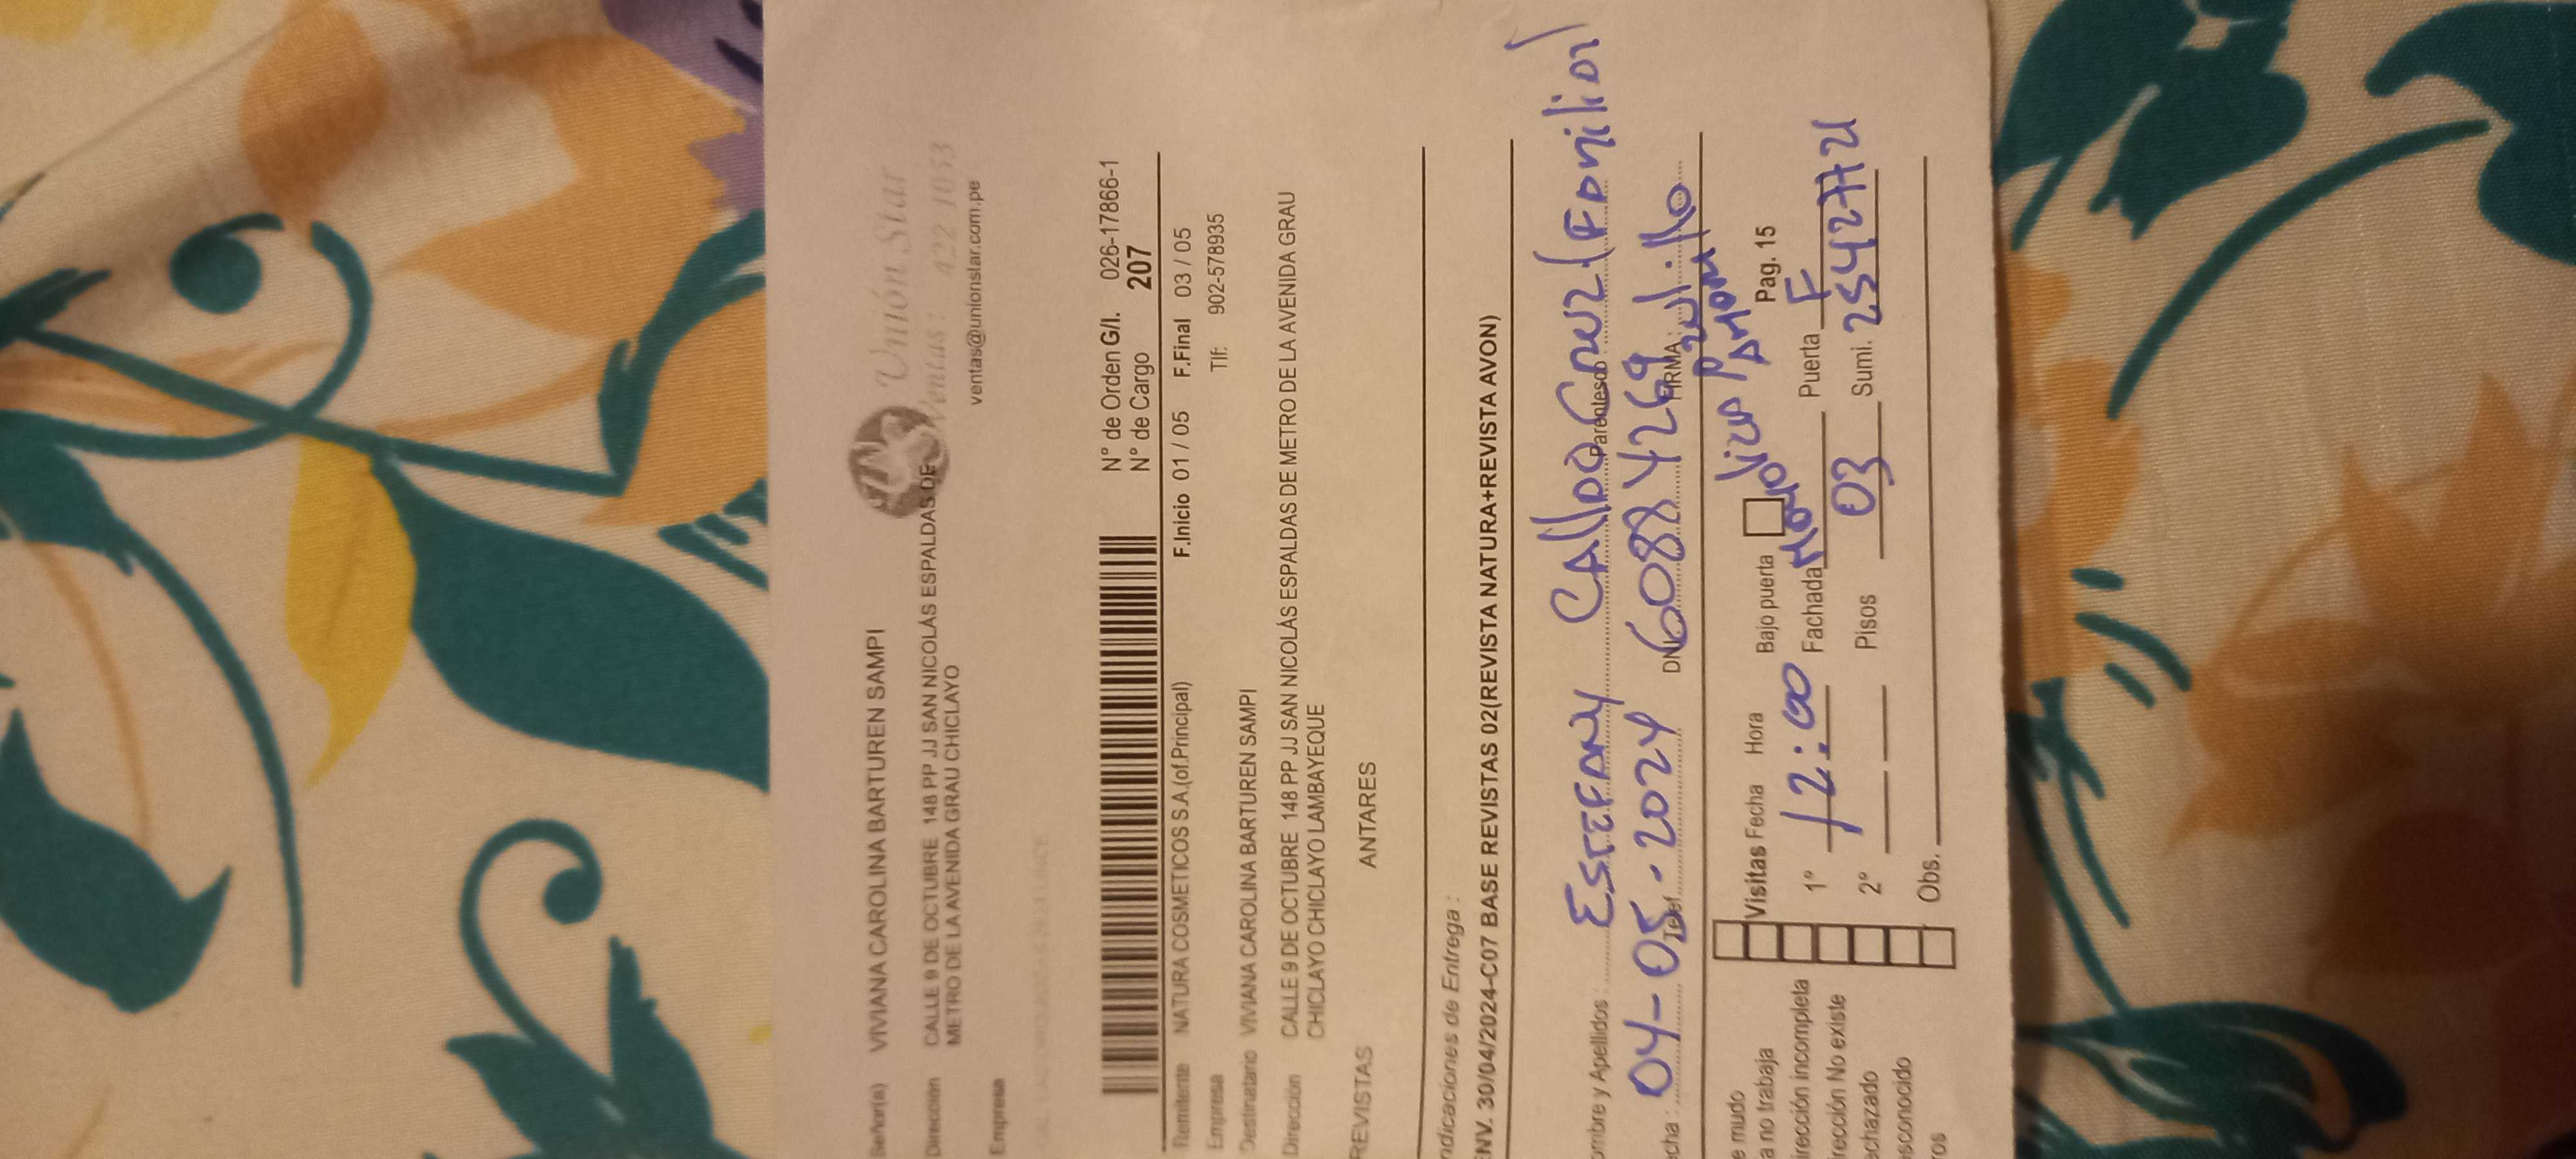 Señor(a) VIVIANA CAROLINA BARTUREN SAMPI
Dirección CALLE 9 DE OCTUBRE 148 PP JJ SAN NICOLÁS ESPALDAS DE
METRO DE LA AVENIDA GRAU CHICLAYO
Empresa
Unión Star
Ventas : 422 1053
ventas@unionstar.com.pe
N° de Orden G/I. 026-17866-1
N° de Cargo 207
Remitente NATURA COSMETICOS S.A.(of.Principal) F.Inicio 01 / 05 F.Final 03 / 05
Empresa Tlf: 902-578935
Destinatario VIVIANA CAROLINA BARTUREN SAMPI
Dirección CALLE 9 DE OCTUBRE 148 PP JJ SAN NICOLÁS ESPALDAS DE METRO DE LA AVENIDA GRAU
CHICLAYO CHICLAYO LAMBAYEQUE
REVISTAS ANTARES
ndicaciones de Entrega :
ENV. 30/04/2024-C07 BASE REVISTAS 02(REVISTA NATURA+REVISTA AVON)
ombre y Apellidos : ESTEFANY Parentesco : (Familiar)
echa : 04-05-2024 Telef. DNI 60884269 FIRMA:
e mudo
a no trabaja
irección incompleta
rección No existe
echazado
esconocido
ros
Visitas Fecha Hora Bajo puerta Pag. 15
1° 12:00 Fachada Puerta F
2° Pisos 03 Sumi.
Obs.